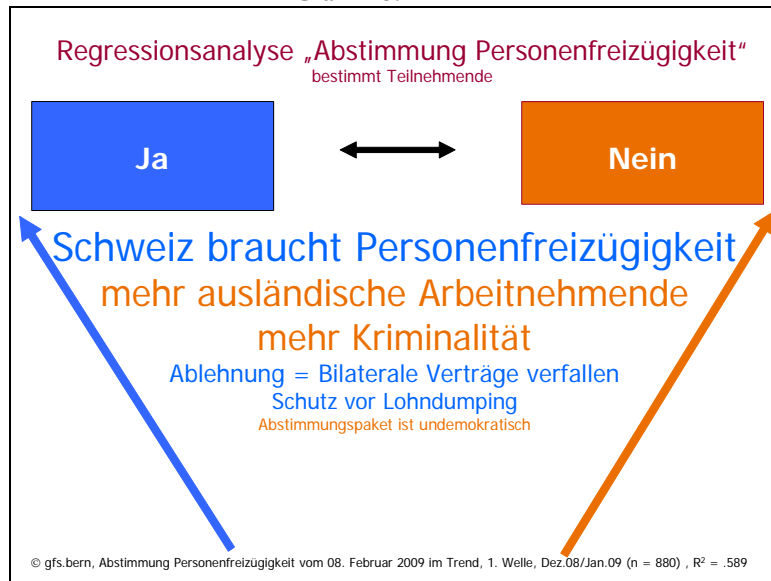 Regressionsanalyse „Abstimmung Personenfreizügigkeit“
bestimmt Teilnehmende
Ja
Nein
Schweiz braucht Personenfreizügigkeit
mehr ausländische Arbeitnehmende
mehr Kriminalität
Ablehnung = Bilaterale Verträge verfallen
Schutz vor Lohndumping
Abstimmungspaket ist undemokratisch
© gfs.bern, Abstimmung Personenfreizügigkeit vom 08. Februar 2009 im Trend, 1. Welle, Dez.08/Jan.09 (n = 880) , R² = .589